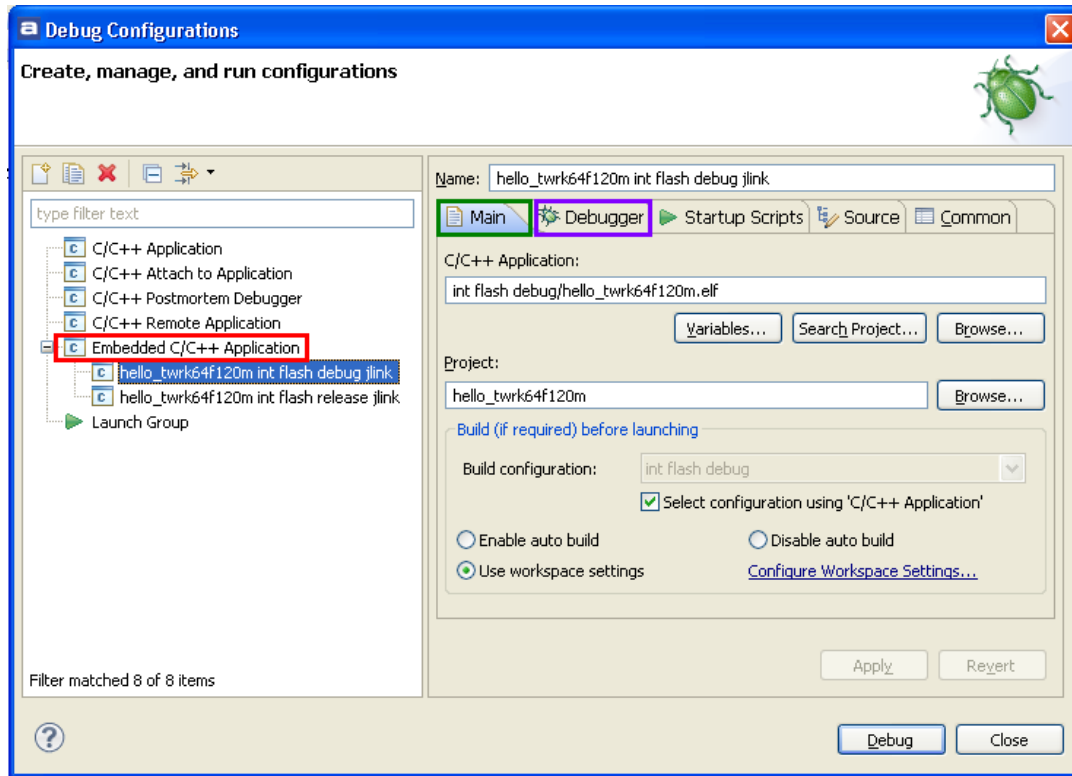 Debug Configurations
Create, manage, and run configurations
type filter text
C/C++ Application
C/C++ Attach to Application
C/C++ Postmortem Debugger
C/C++ Remote Application
Embedded C/C++ Application
hello_twrk64f120m int flash debug jlink
hello_twrk64f120m int flash release jlink
Launch Group
Filter matched 8 of 8 items
Name: hello_twrk64f120m int flash debug jlink
Main Debugger Startup Scripts Source Common
C/C++ Application:
int flash debug/hello_twrk64f120m.elf
Variables... Search Project... Browse...
Project:
hello_twrk64f120m Browse...
Build (if required) before launching
Build configuration: int flash debug
Select configuration using 'C/C++ Application'
Enable auto build Disable auto build
Use workspace settings Configure Workspace Settings...
Apply Revert
Debug Close